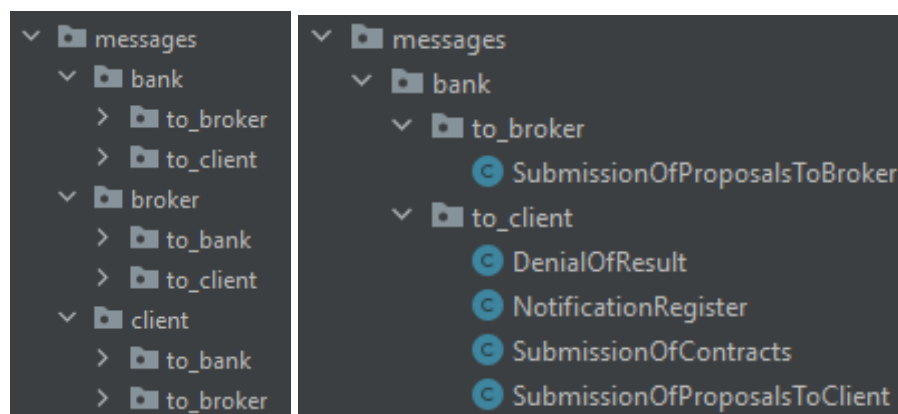 messages
bank
to_broker
to_client
broker
to_bank
to_client
client
to_bank
to_broker
messages
bank
to_broker
C SubmissionOfProposalsToBroker
to_client
C DenialOfResult
C NotificationRegister
C SubmissionOfContracts
C SubmissionOfProposalsToClient